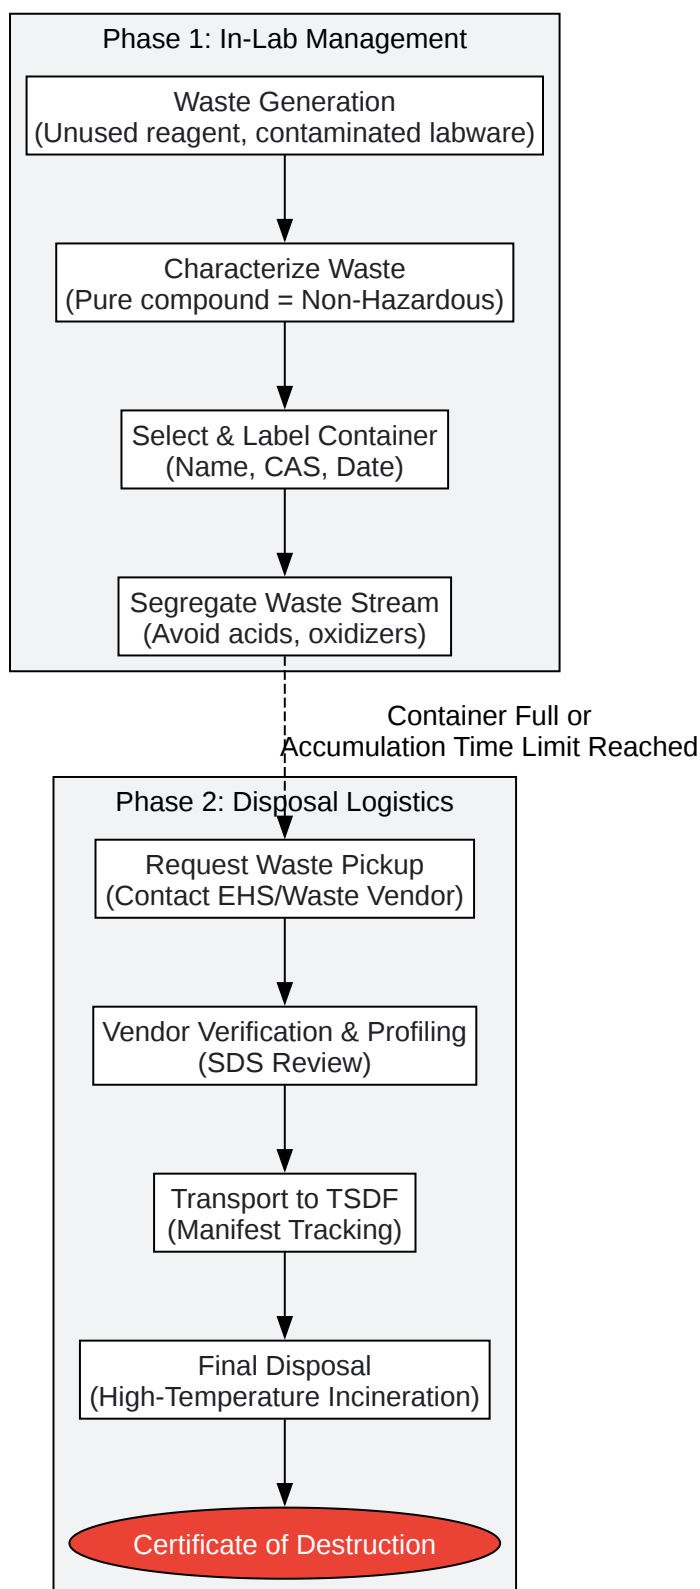 Phase 1: In-Lab Management
Waste Generation
(Unused reagent, contaminated labware)
Characterize Waste
(Pure compound = Non-Hazardous)
Select & Label Container
(Name, CAS, Date)
Segregate Waste Stream
(Avoid acids, oxidizers)
Container Full or
Accumulation Time Limit Reached
Phase 2: Disposal Logistics
Request Waste Pickup
(Contact EHS/Waste Vendor)
Vendor Verification & Profiling
(SDS Review)
Transport to TSDF
(Manifest Tracking)
Final Disposal
(High-Temperature Incineration)
Certificate of Destruction